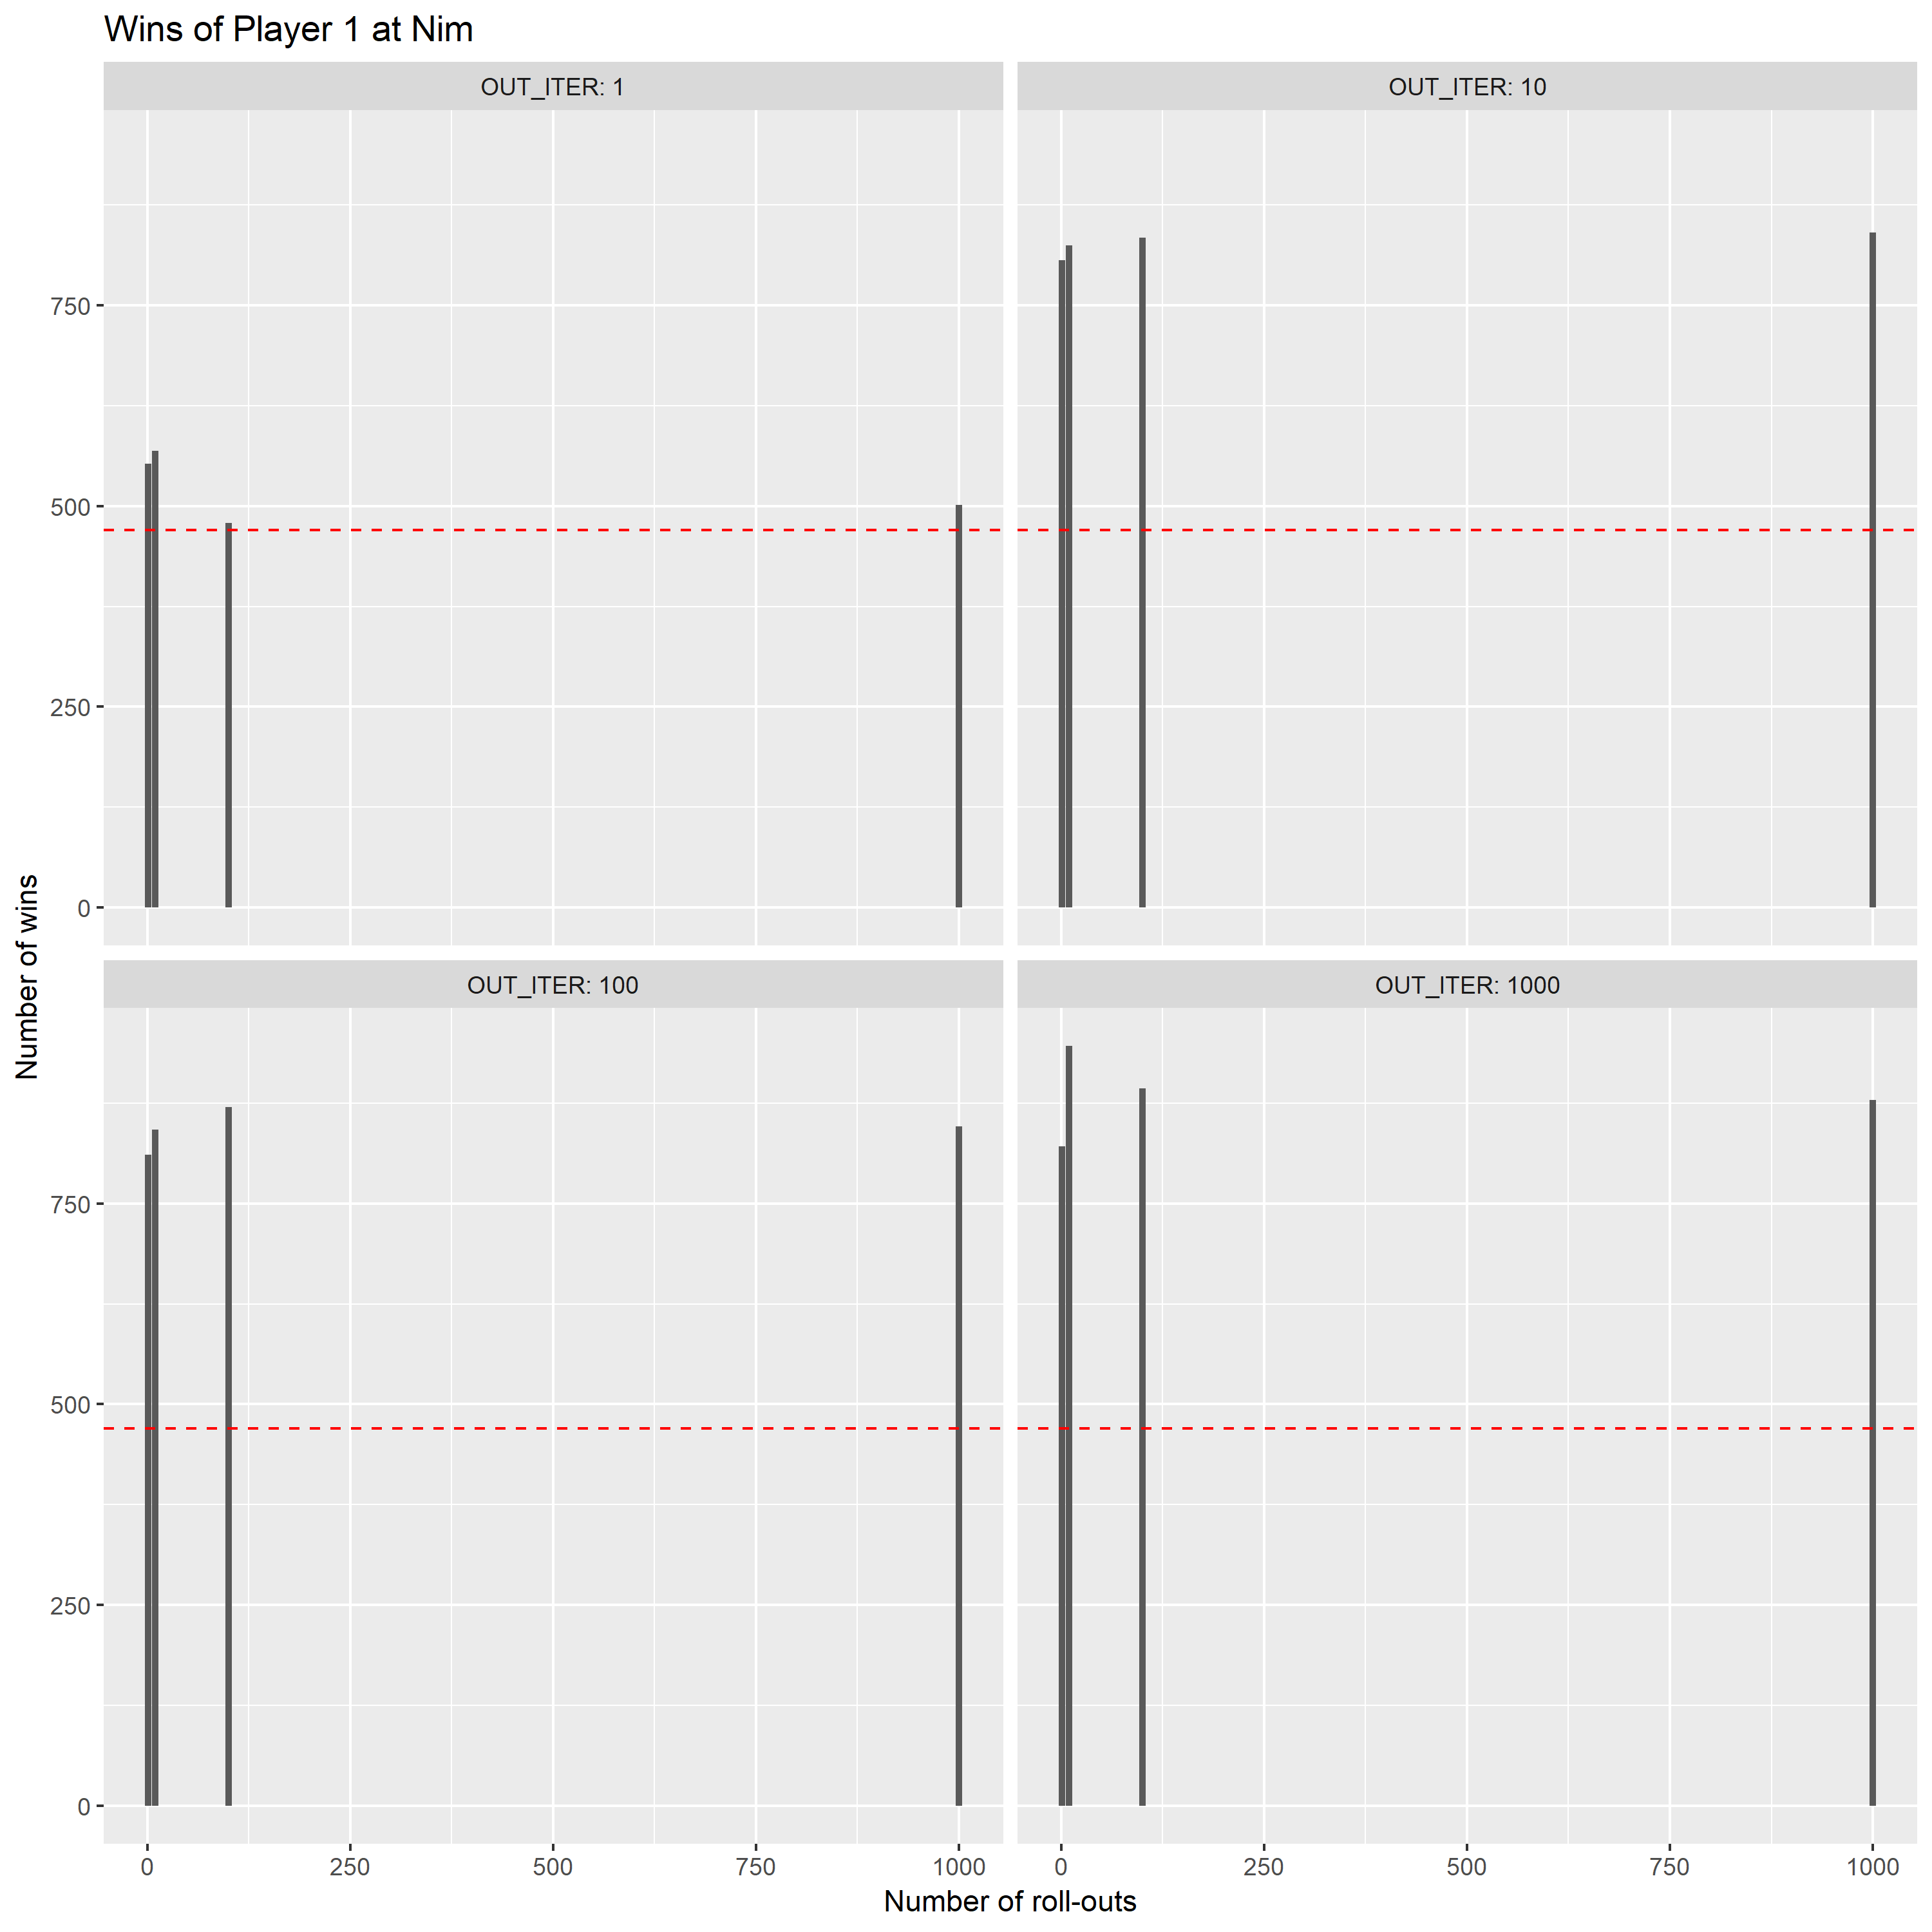 Wins of Player 1 at Nim
OUT_ITER: 1
OUT_ITER: 10
750
500
250
0
Number of wins
OUT_ITER: 100
OUT_ITER: 1000
750
500
250
0
0 250 500 750 1000 0 250 500 750 1000
Number of roll-outs